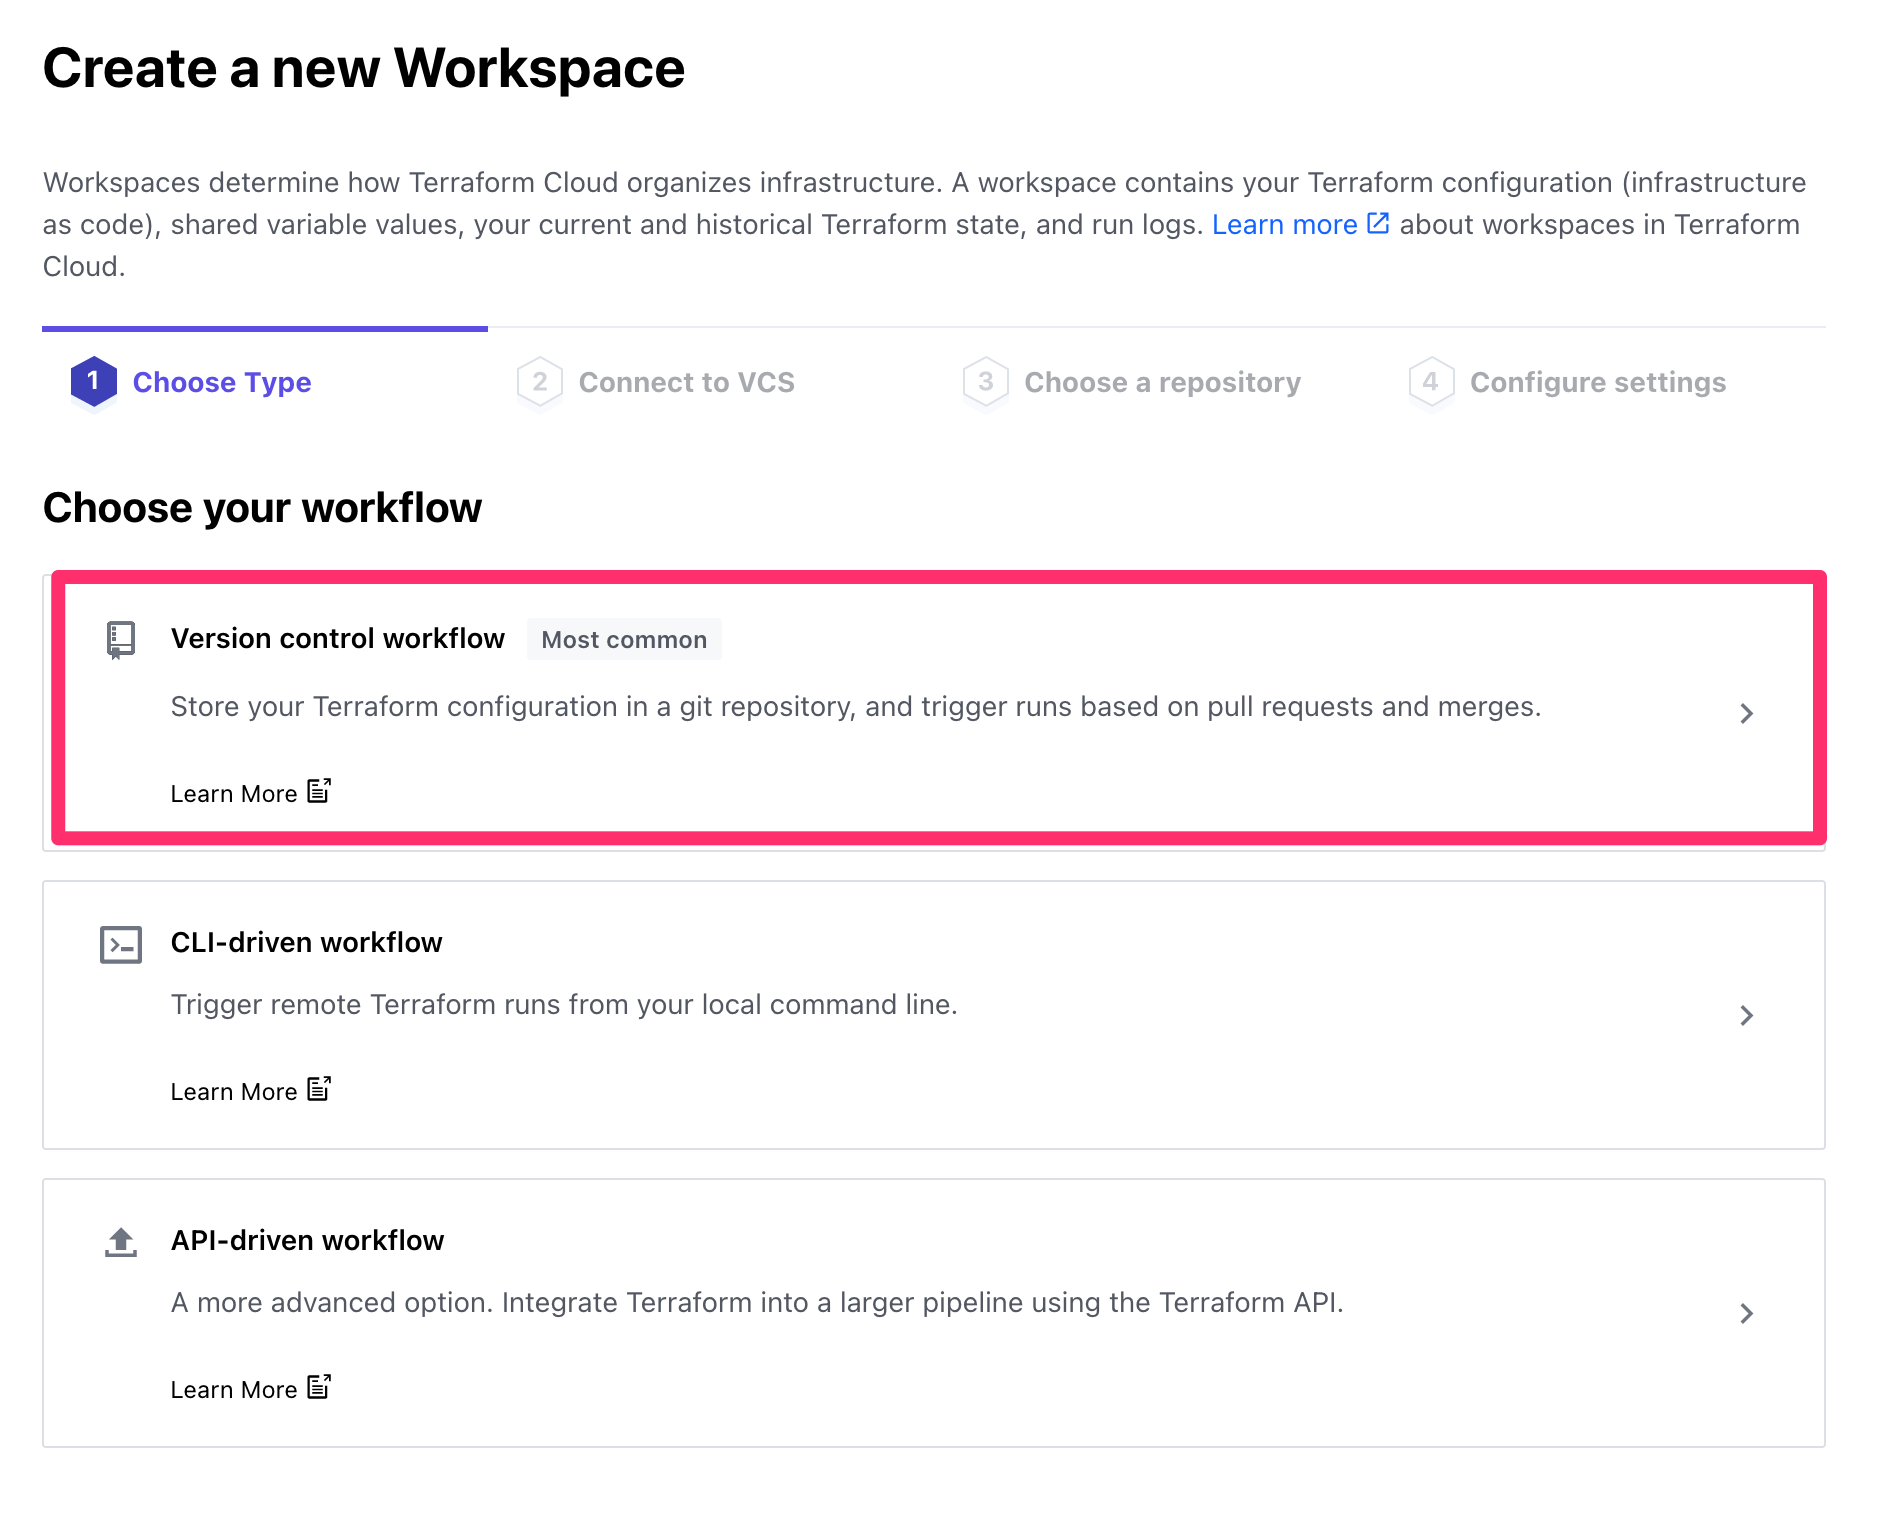 Create a new Workspace
Workspaces determine how Terraform Cloud organizes infrastructure. A workspace contains your Terraform configuration (infrastructure
as code), shared variable values, your current and historical Terraform state, and run logs. Learn more about workspaces in Terraform
Cloud.
1 Choose Type
2 Connect to VCS
3 Choose a repository
4 Configure settings
Choose your workflow
Version control workflow Most common
Store your Terraform configuration in a git repository, and trigger runs based on pull requests and merges.
Learn More
CLI-driven workflow
Trigger remote Terraform runs from your local command line.
Learn More
API-driven workflow
A more advanced option. Integrate Terraform into a larger pipeline using the Terraform API.
Learn More